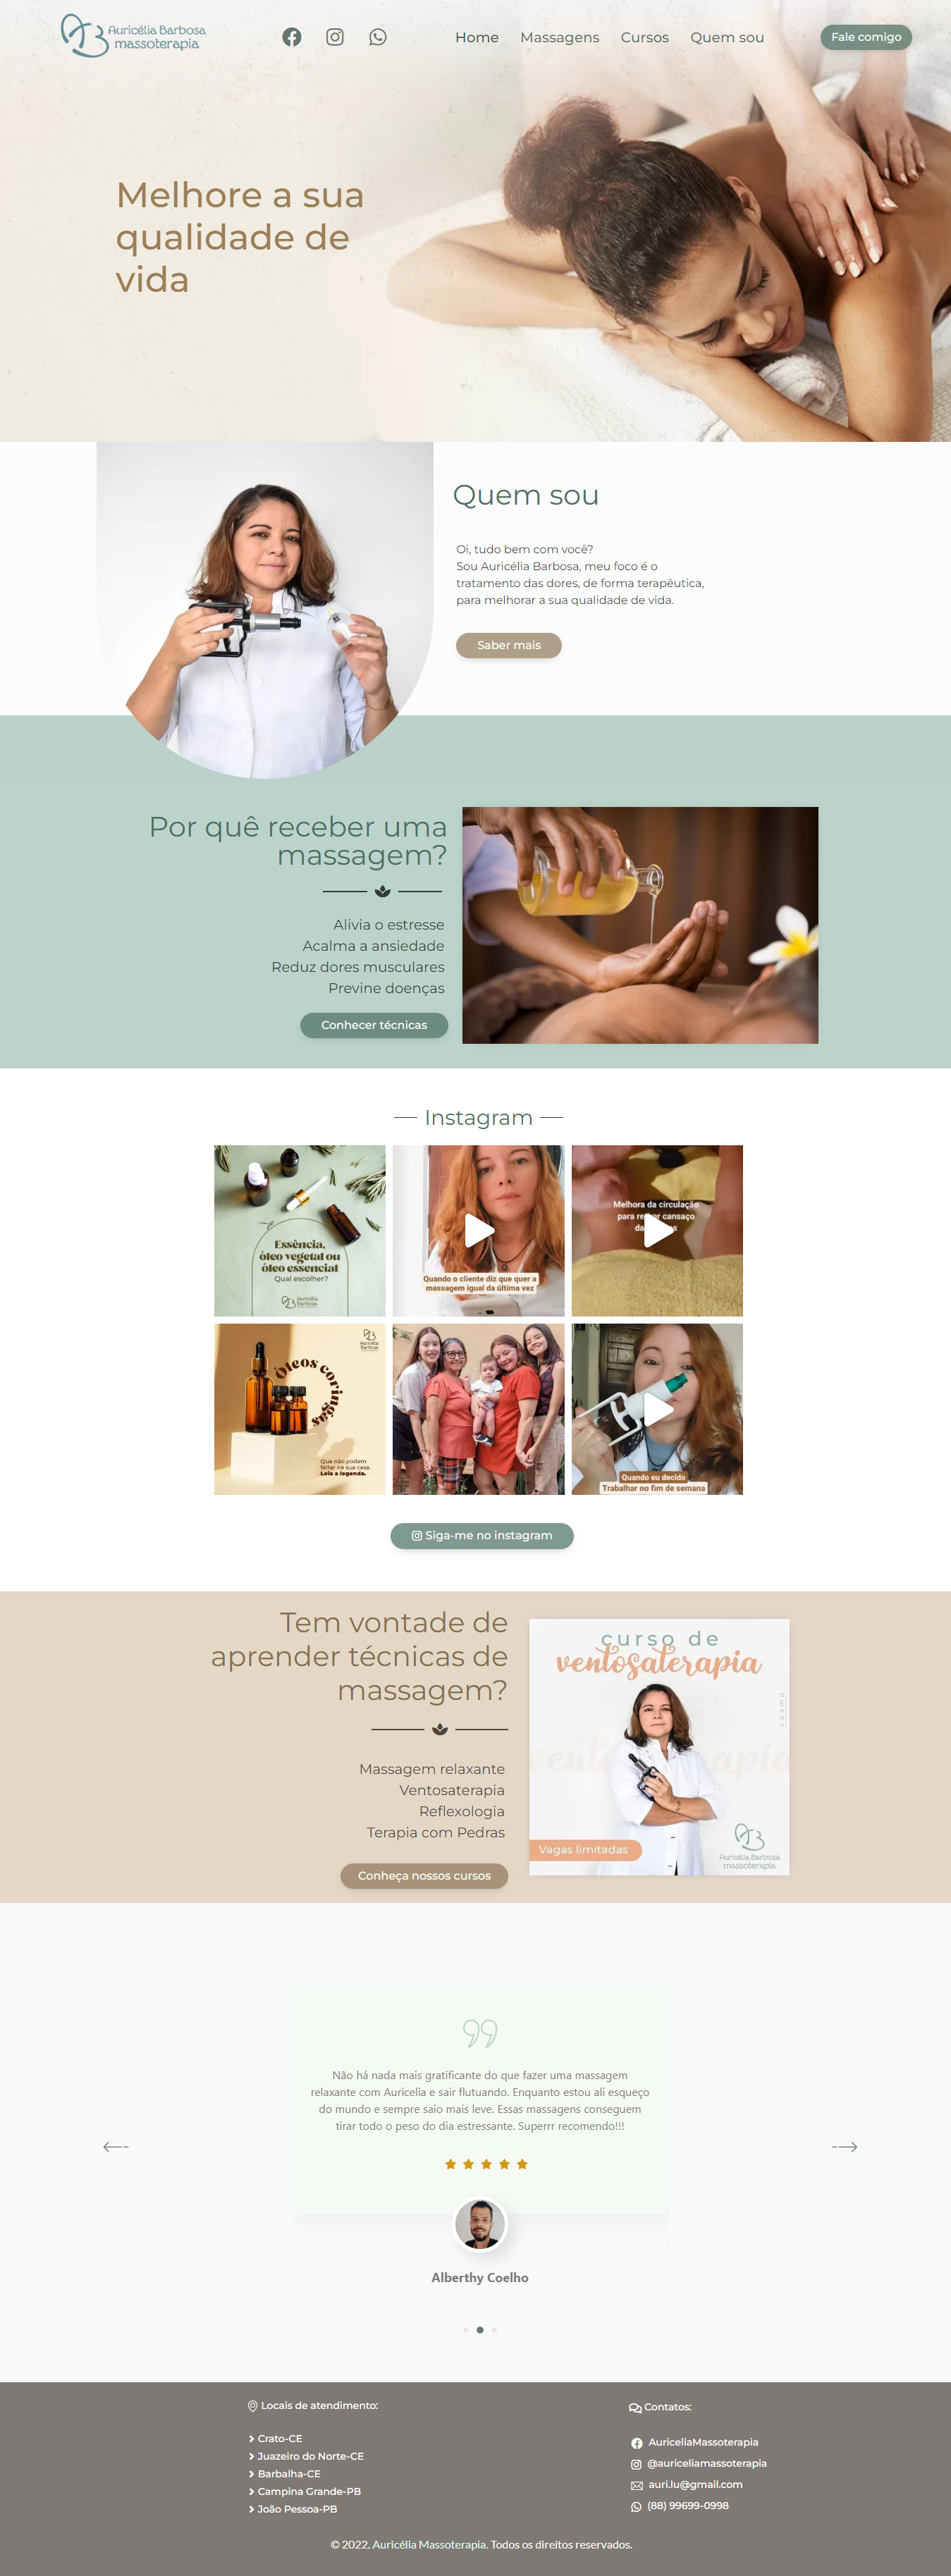 Auricélia Barbosa
massoterapia
Home Massagens Cursos Quem sou
Fale comigo
Melhore a sua
qualidade de
vida
Quem sou
Oi, tudo bem com você?
Sou Auricélia Barbosa, meu foco é o
tratamento das dores, de forma terapêutica,
para melhorar a sua qualidade de vida.
Saber mais
Por quê receber uma
massagem?
Alivia o estresse
Acalma a ansiedade
Reduz dores musculares
Previne doenças
Conhecer técnicas
Instagram
Essência,
óleo vegetal ou
óleo essencial
Qual escolher?
Auricélia
Barbosa
Quando o cliente diz que quer a
massagem igual da última vez
Melhora da circulação
para
cansaço
Auricélia
Barbosa
Óleos coringas
Que não podem
faltar na sua casa.
Leia a legenda.
Quando eu decido
Trabalhar no fim de semana
Siga-me no instagram
Tem vontade de
aprender técnicas de
massagem?
Massagem relaxante
Ventosaterapia
Reflexologia
Terapia com Pedras
Conheça nossos cursos
curso de
ventosaterapia
cosmo
ventosaterapia
Vagas limitadas
Auricélia Barbosa
massoterapia
Não há nada mais gratificante do que fazer uma massagem
relaxante com Auricelia e sair flutuando. Enquanto estou ali esqueço
do mundo e sempre saio mais leve. Essas massagens conseguem
tirar todo o peso do dia estressante. Superrr recomendo!!!
Alberthy Coelho
Locais de atendimento:
Crato-CE
Juazeiro do Norte-CE
Barbalha-CE
Campina Grande-PB
João Pessoa-PB
Contatos:
AuriceliaMassoterapia
@auriceliamassoterapia
auri.lu@gmail.com
(88) 99699-0998
© 2022. Auricélia Massoterapia. Todos os direitos reservados.